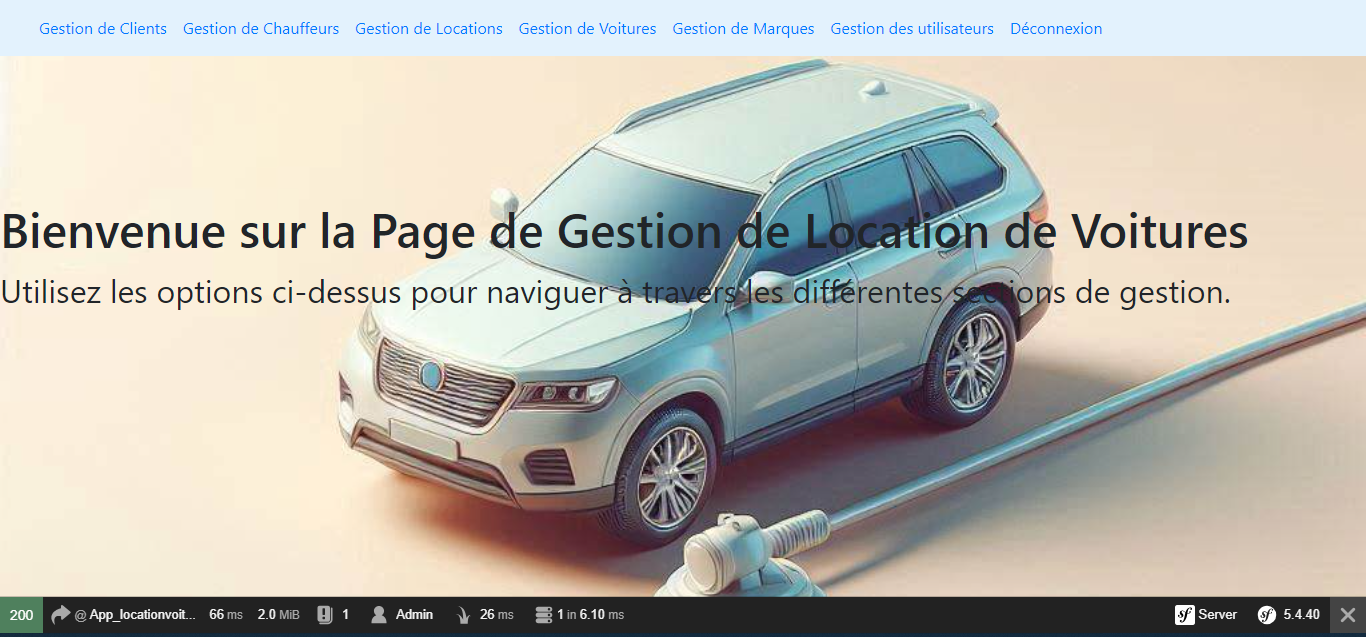 Gestion de Clients Gestion de Chauffeurs Gestion de Locations Gestion de Voitures Gestion de Marques Gestion des utilisateurs Déconnexion
Bienvenue sur la Page de Gestion de Location de Voitures
Utilisez les options ci-dessus pour naviguer à travers les différentes sections de gestion.
200 @ App_locationvoit... 66 ms 2.0 MiB 1 Admin 26 ms 1 in 6.10 ms sf Server sf 5.4.40